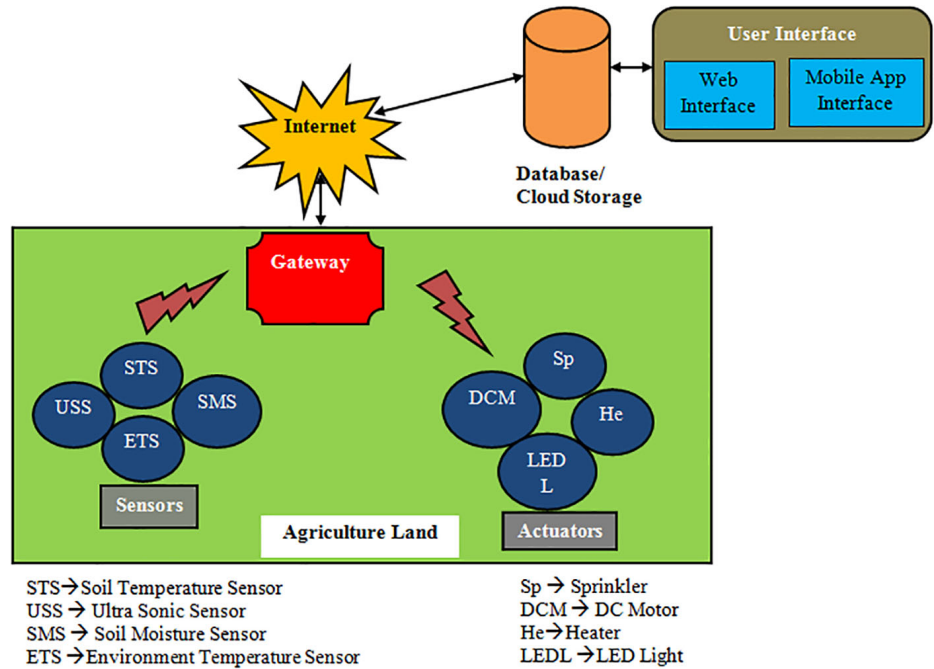 User Interface
Web
Interface
Mobile App
Interface
Internet
Database/
Cloud Storage
Gateway
STS
USS
SMS
ETS
Sensors
Sp
DCM
He
LED
L
Actuators
Agriculture Land
STS→Soil Temperature Sensor
USS → Ultra Sonic Sensor
SMS → Soil Moisture Sensor
ETS →Environment Temperature Sensor
Sp → Sprinkler
DCM → DC Motor
He→Heater
LEDL →LED Light